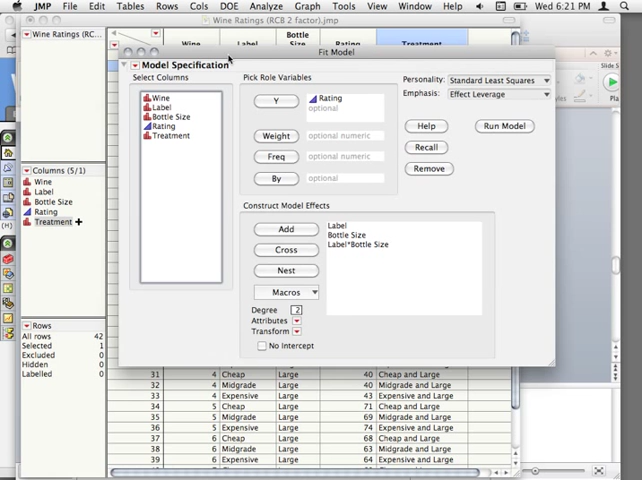 JMP File Edit Tables Rows Cols DOE Analyze Graph Tools View Window Help Wed 6:21 PM
Wine Ratings (RCB 2 factor).jmp
Wine Ratings (RC...
Wine Label Bottle Size Rating Treatment
Fit Model
Model Specification
Select Columns
Wine
Label
Bottle Size
Rating
Treatment
Pick Role Variables
Y Rating
optional
Weight optional numeric
Freq optional numeric
By optional
Personality: Standard Least Squares
Emphasis: Effect Leverage
Help Run Model
Recall
Remove
Construct Model Effects
Add
Cross
Nest
Macros
Label
Bottle Size
Label*Bottle Size
Degree 2
Attributes
Transform
No Intercept
Columns (5/1)
Wine
Label
Bottle Size
Rating
Treatment
Rows
All rows 42
Selected 1
Excluded 0
Hidden 0
Labelled 0
31 4 Cheap Large 40 Cheap and Large
32 4 Midgrade Large 40 Midgrade and Large
33 4 Expensive Large 43 Expensive and Large
34 5 Cheap Large 71 Cheap and Large
35 5 Midgrade Large 69 Midgrade and Large
36 5 Expensive Large 74 Expensive and Large
37 6 Cheap Large 68 Cheap and Large
38 6 Midgrade Large 63 Midgrade and Large
39 6 Expensive Large 64 Expensive and Large
Slide S
(H)